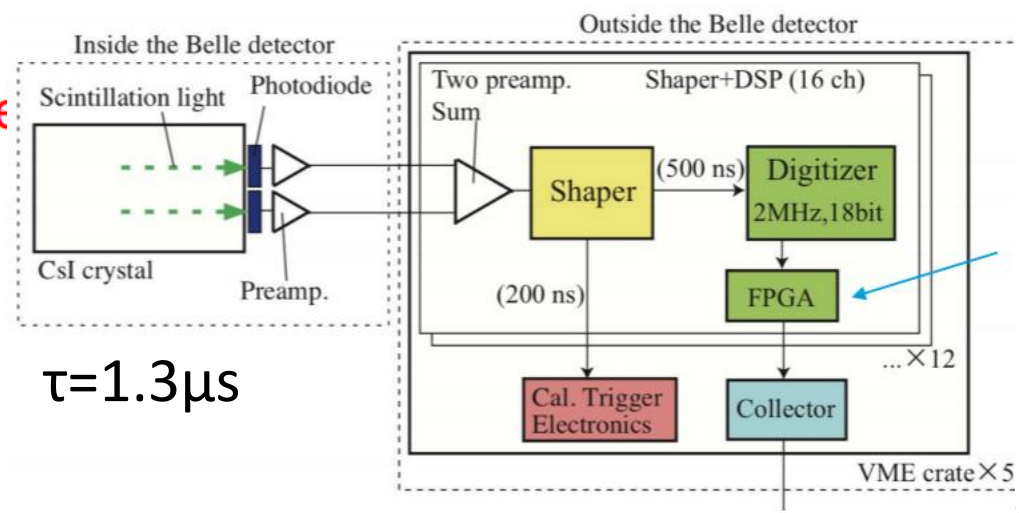 Outside the Belle detector
Inside the Belle detector
Photodiode
Scintillation light
e
CsI crystal
Preamp.
τ=1.3μs
Two preamp.
Sum
Shaper+DSP (16 ch)
Shaper
(500 ns)
Digitizer
2MHz,18bit
(200 ns)
FPGA
...×12
Cal. Trigger
Electronics
Collector
VME crate×5